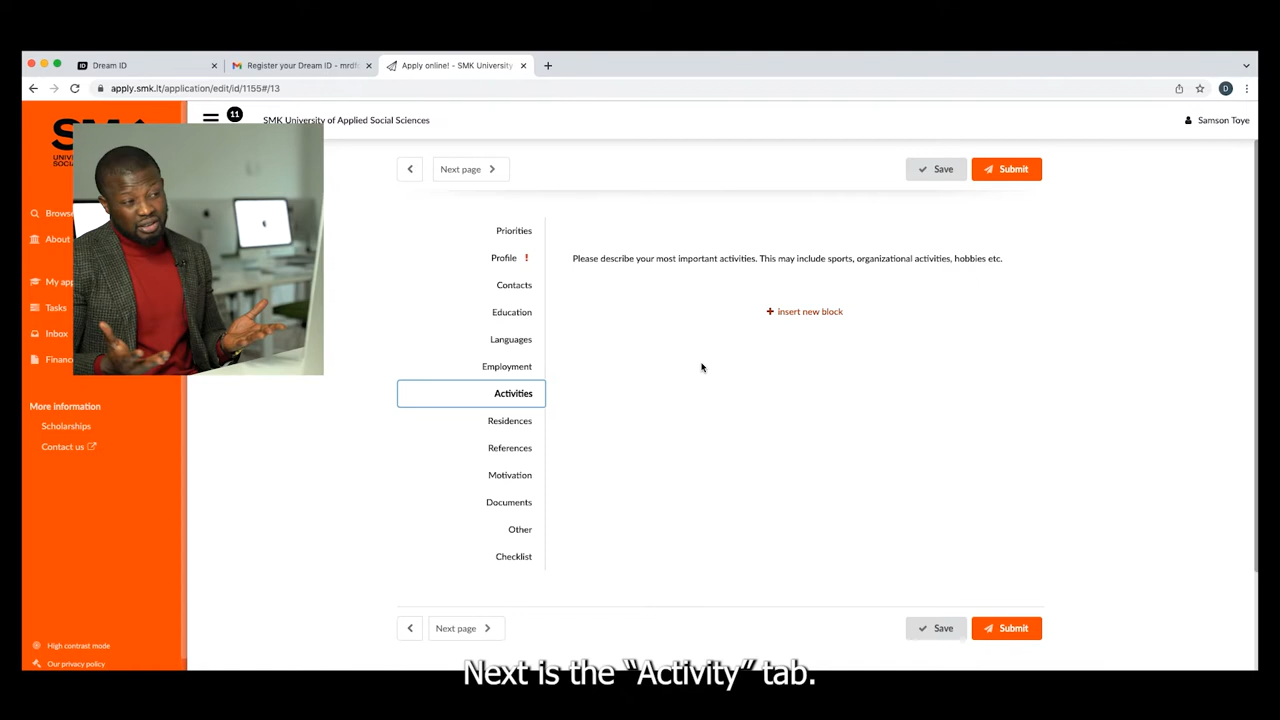 Dream ID
Register your Dream ID - mrdfc
Apply online! - SMK University
apply.smk.lt/application/edit/id/1155#/13
D
11
SMK University of Applied Social Sciences
Samson Toye
Next page
Save
Submit
Browse
About
My app
Tasks
Inbox
Finance
More information
Scholarships
Contact us
High contrast mode
Our privacy policy
Priorities
Profile !
Contacts
Education
Languages
Employment
Activities
Residences
References
Motivation
Documents
Other
Checklist
Please describe your most important activities. This may include sports, organizational activities, hobbies etc.
+ insert new block
Next page
Save
Submit
Next is the “Activity” tab.